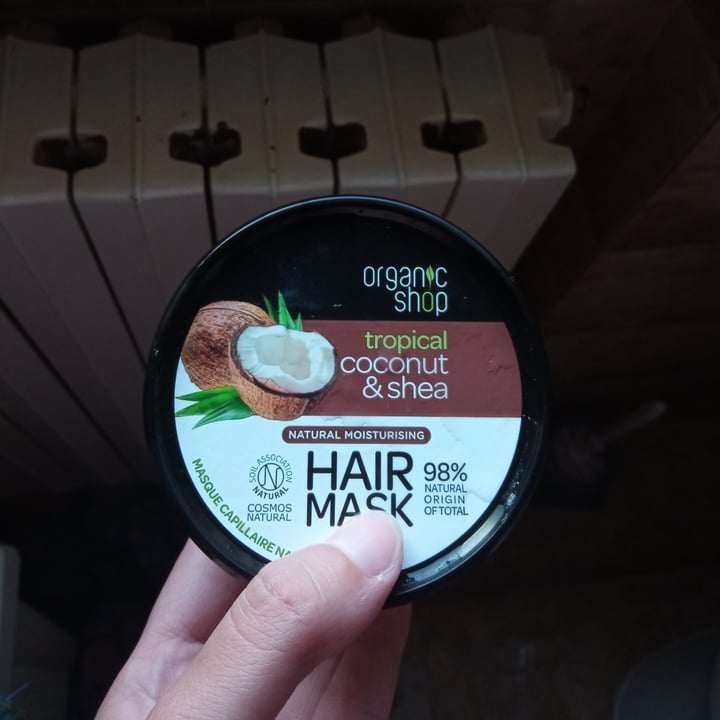 organic
shop
tropical
coconut
& shea
NATURAL MOISTURISING
HAIR
MASK
98%
NATURAL
ORIGIN
OF TOTAL
SOIL ASSOCIATION
NATURAL
COSMOS
NATURAL
MASQUE CAPILLAIRE NA